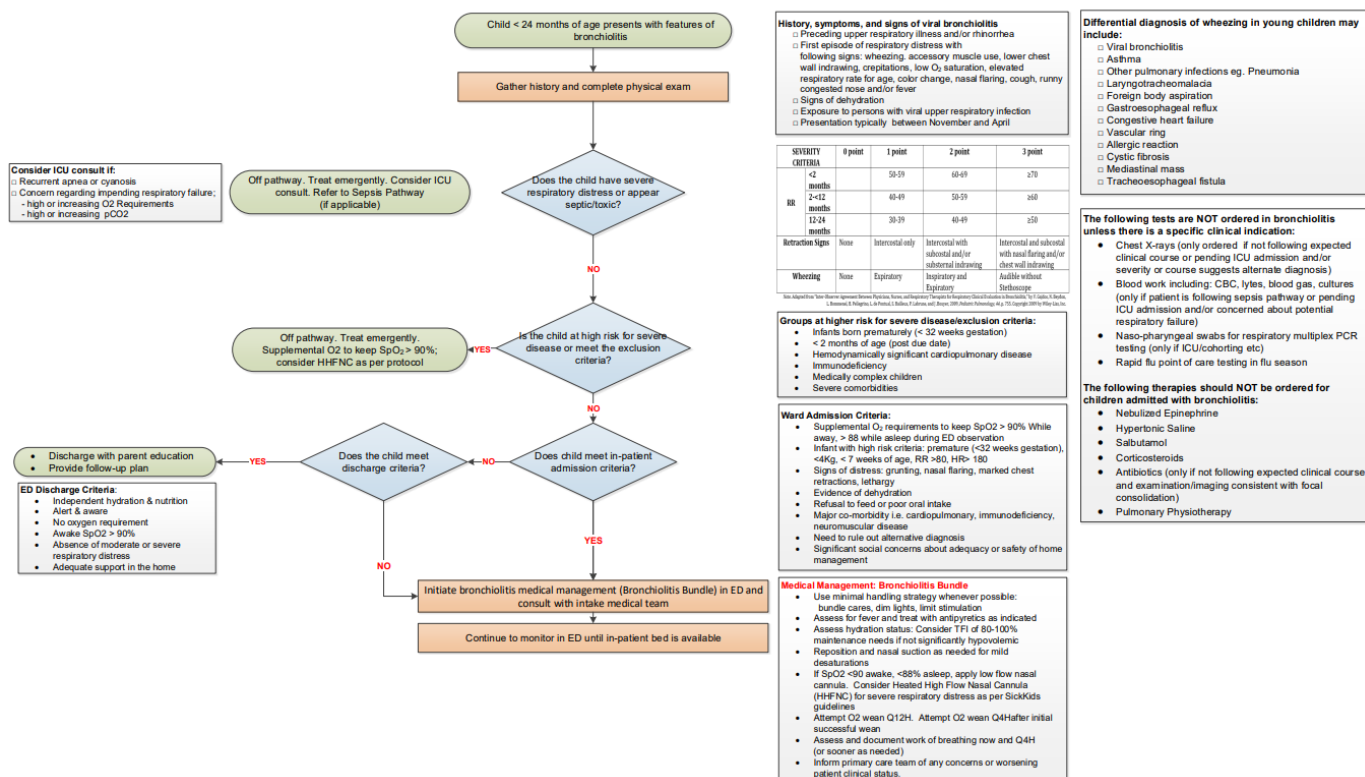 Child < 24 months of age presents with features of
bronchiolitis
Gather history and complete physical exam
Does the child have severe
respiratory distress or appear
septic/toxic?
Off pathway. Treat emergently. Consider ICU
consult. Refer to Sepsis Pathway
(if applicable)
Consider ICU consult if:
□ Recurrent apnea or cyanosis
□ Concern regarding impending respiratory failure;
- high or increasing O2 Requirements
- high or increasing pCO2
NO
Is the child at high risk for severe
disease or meet the exclusion
criteria?
YES
Off pathway. Treat emergently.
Supplemental O2 to keep SpO₂ > 90%;
consider HHFNC as per protocol
NO
Does child meet in-patient
admission criteria?
NO
Does the child meet
discharge criteria?
YES
• Discharge with parent education
• Provide follow-up plan
ED Discharge Criteria:
• Independent hydration & nutrition
• Alert & aware
• No oxygen requirement
• Awake SpO2 > 90%
• Absence of moderate or severe
respiratory distress
• Adequate support in the home
YES
NO
Initiate bronchiolitis medical management (Bronchiolitis Bundle) in ED and
consult with intake medical team
Continue to monitor in ED until in-patient bed is available
History, symptoms, and signs of viral bronchiolitis
□ Preceding upper respiratory illness and/or rhinorrhea
□ First episode of respiratory distress with
following signs: wheezing. accessory muscle use, lower chest
wall indrawing, crepitations, low O₂ saturation, elevated
respiratory rate for age, color change, nasal flaring, cough, runny
congested nose and/or fever
□ Signs of dehydration
□ Exposure to persons with viral upper respiratory infection
□ Presentation typically between November and April
SEVERITY CRITERIA 0 point 1 point 2 point 3 point
RR <2 months 50-59 60-69 ≥70
2-<12 months 40-49 50-59 ≥60
12-24 months 30-39 40-49 ≥50
Retraction Signs None Intercostal only Intercostal with subcostal and/or substernal indrawing Intercostal and subcostal with nasal flaring and/or chest wall indrawing
Wheezing None Expiratory Inspiratory and Expiratory Audible without Stethoscope
Groups at higher risk for severe disease/exclusion criteria:
• Infants born prematurely (< 32 weeks gestation)
• < 2 months of age (post due date)
• Hemodynamically significant cardiopulmonary disease
• Immunodeficiency
• Medically complex children
• Severe comorbidities
Ward Admission Criteria:
• Supplemental O₂ requirements to keep SpO2 > 90% While
away, > 88 while asleep during ED observation
• Infant with high risk criteria: premature (<32 weeks gestation),
<4Kg, < 7 weeks of age, RR >80, HR> 180
• Signs of distress: grunting, nasal flaring, marked chest
retractions, lethargy
• Evidence of dehydration
• Refusal to feed or poor oral intake
• Major co-morbidity i.e. cardiopulmonary, immunodeficiency,
neuromuscular disease
• Need to rule out alternative diagnosis
• Significant social concerns about adequacy or safety of home
management
Medical Management: Bronchiolitis Bundle
• Use minimal handling strategy whenever possible:
bundle cares, dim lights, limit stimulation
• Assess for fever and treat with antipyretics as indicated
• Assess hydration status: Consider TFI of 80-100%
maintenance needs if not significantly hypovolemic
• Reposition and nasal suction as needed for mild
desaturations
• If SpO2 <90 awake, <88% asleep, apply low flow nasal
cannula. Consider Heated High Flow Nasal Cannula
(HHFNC) for severe respiratory distress as per SickKids
guidelines
• Attempt O2 wean Q12H. Attempt O2 wean Q4Hafter initial
successful wean
• Assess and document work of breathing now and Q4H
(or sooner as needed)
• Inform primary care team of any concerns or worsening
patient clinical status.
Differential diagnosis of wheezing in young children may
include:
□ Viral bronchiolitis
□ Asthma
□ Other pulmonary infections eg. Pneumonia
□ Laryngotracheomalacia
□ Foreign body aspiration
□ Gastroesophageal reflux
□ Congestive heart failure
□ Vascular ring
□ Allergic reaction
□ Cystic fibrosis
□ Mediastinal mass
□ Tracheoesophageal fistula
The following tests are NOT ordered in bronchiolitis
unless there is a specific clinical indication:
• Chest X-rays (only ordered if not following expected
clinical course or pending ICU admission and/or
severity or course suggests alternate diagnosis)
• Blood work including: CBC, lytes, blood gas, cultures
(only if patient is following sepsis pathway or pending
ICU admission and/or concerned about potential
respiratory failure)
• Naso-pharyngeal swabs for respiratory multiplex PCR
testing (only if ICU/cohorting etc)
• Rapid flu point of care testing in flu season
The following therapies should NOT be ordered for
children admitted with bronchiolitis:
• Nebulized Epinephrine
• Hypertonic Saline
• Salbutamol
• Corticosteroids
• Antibiotics (only if not following expected clinical course
and examination/imaging consistent with focal
consolidation)
• Pulmonary Physiotherapy